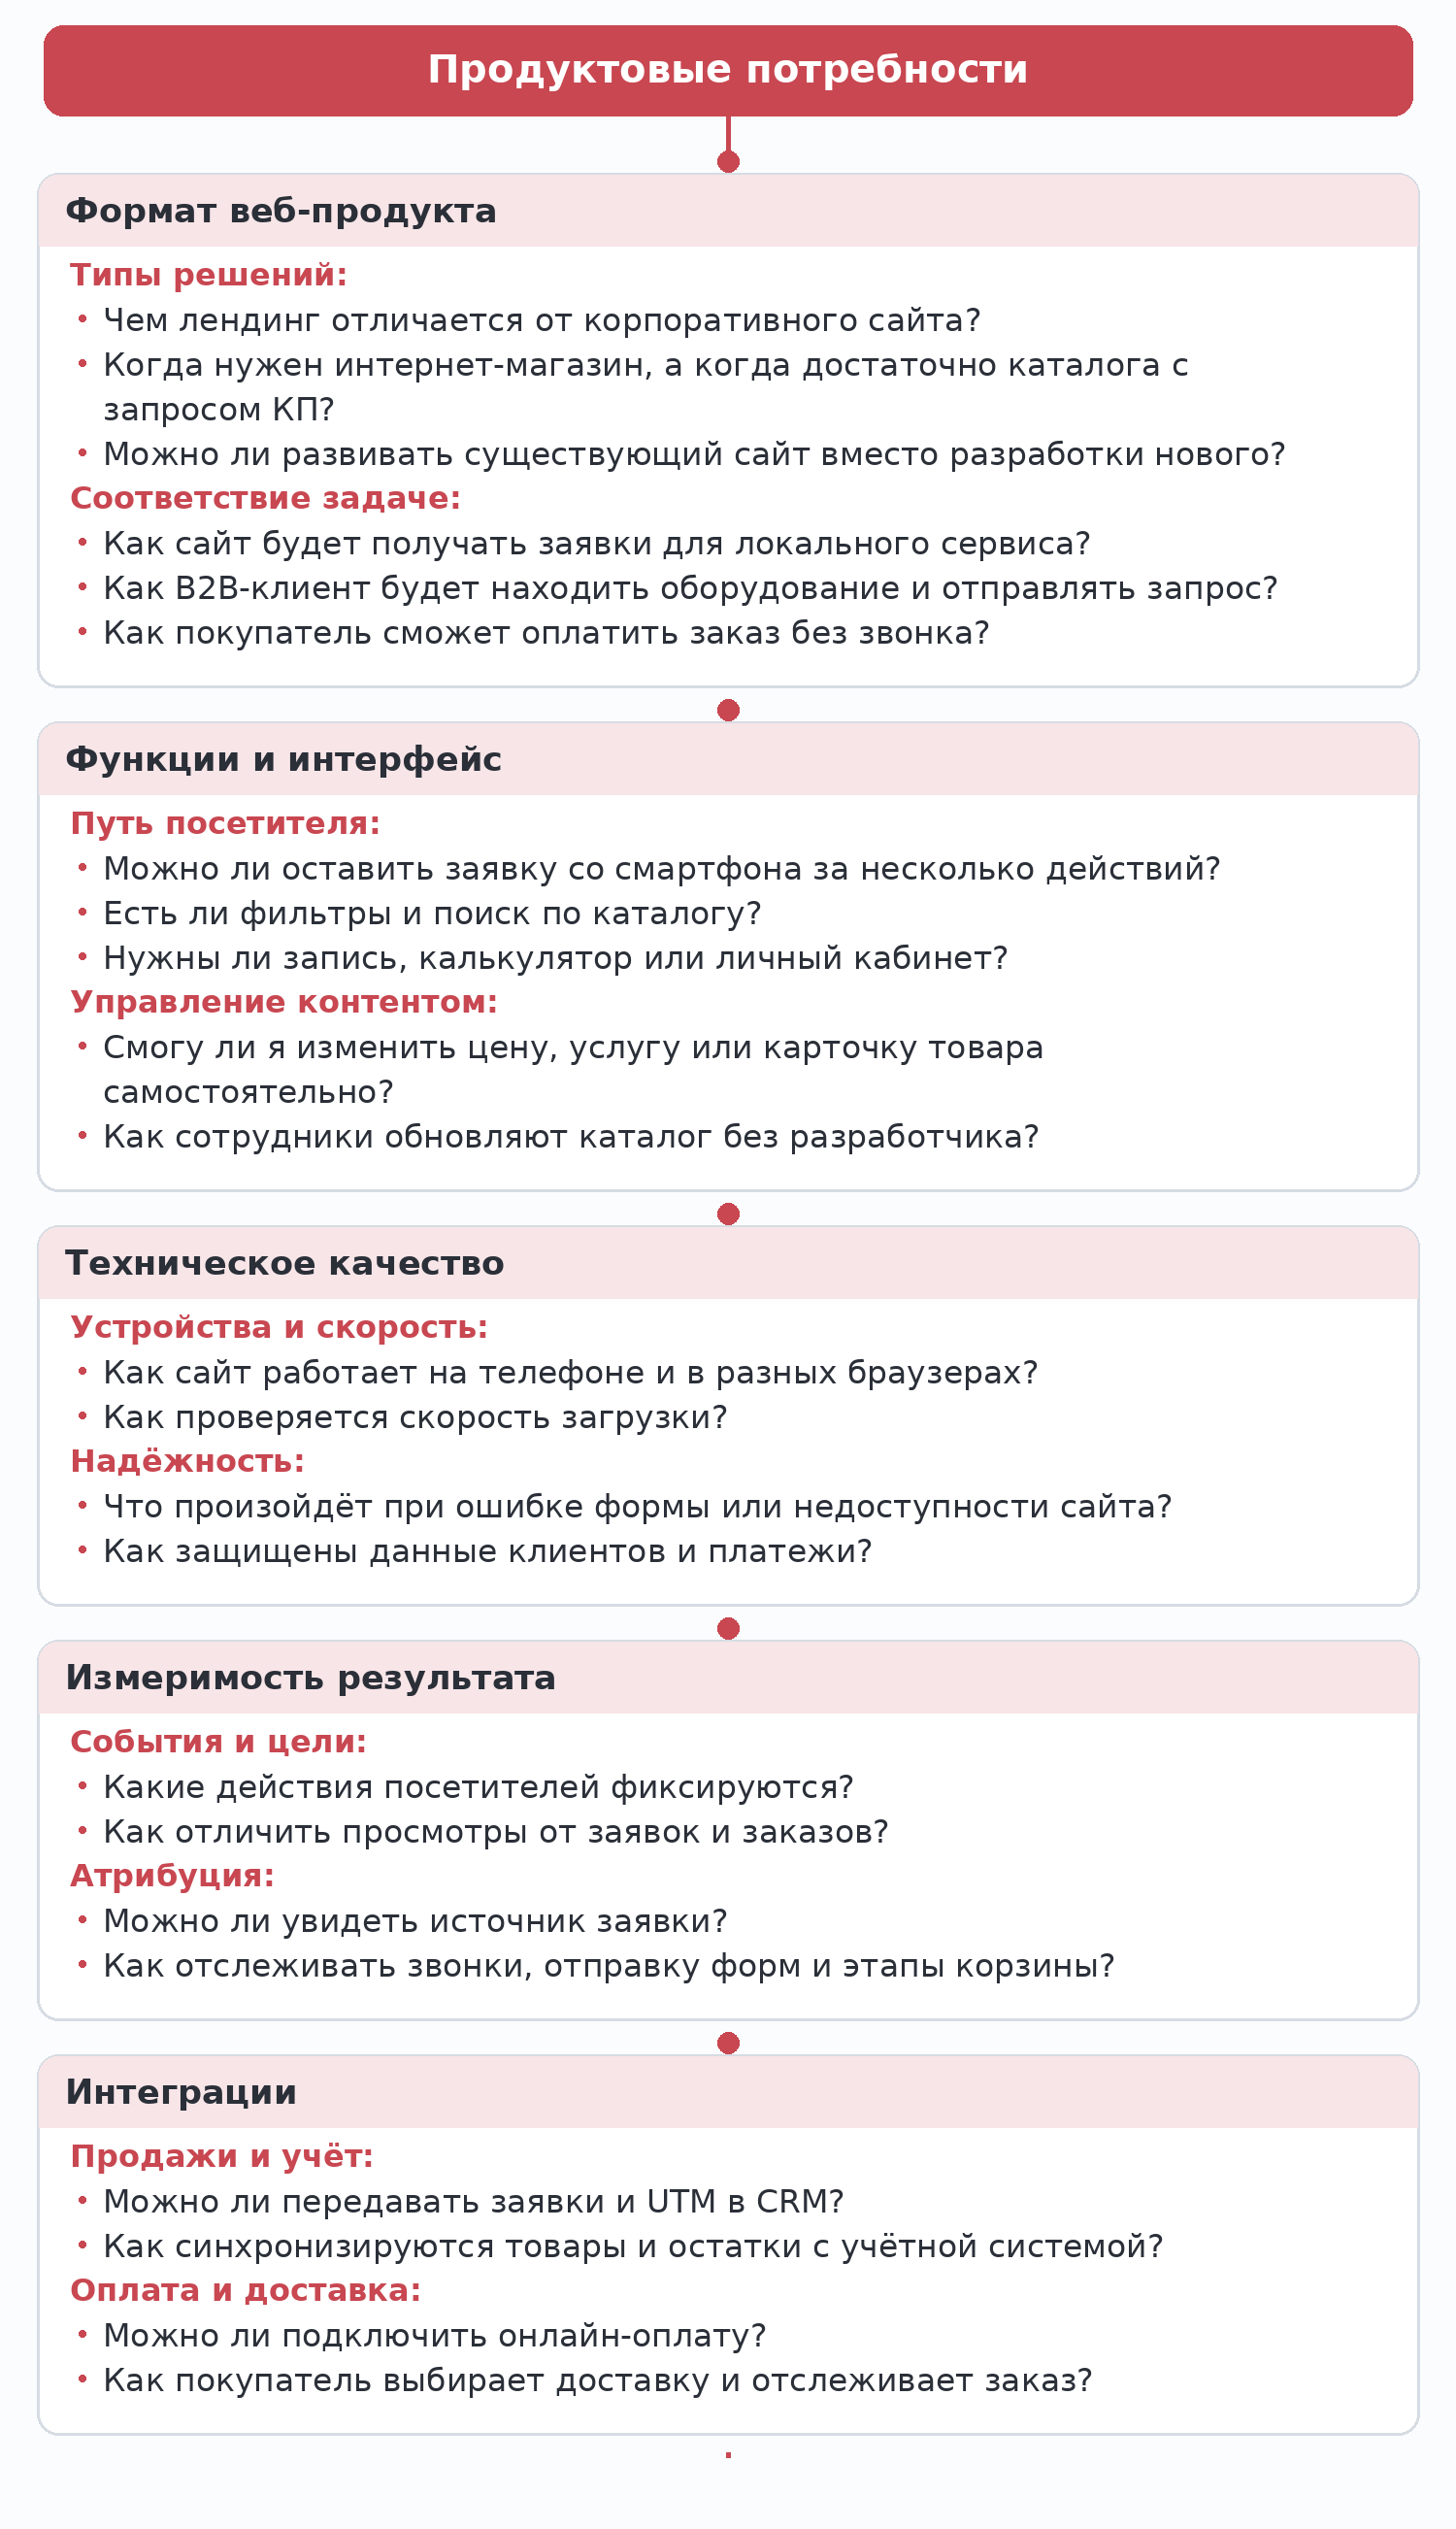 Продуктовые потребности
Формат веб-продукта
Типы решений:
• Чем лендинг отличается от корпоративного сайта?
• Когда нужен интернет-магазин, а когда достаточно каталога с
запросом КП?
• Можно ли развивать существующий сайт вместо разработки нового?
Соответствие задаче:
• Как сайт будет получать заявки для локального сервиса?
• Как B2B-клиент будет находить оборудование и отправлять запрос?
• Как покупатель сможет оплатить заказ без звонка?
Функции и интерфейс
Путь посетителя:
• Можно ли оставить заявку со смартфона за несколько действий?
• Есть ли фильтры и поиск по каталогу?
• Нужны ли запись, калькулятор или личный кабинет?
Управление контентом:
• Смогу ли я изменить цену, услугу или карточку товара
самостоятельно?
• Как сотрудники обновляют каталог без разработчика?
Техническое качество
Устройства и скорость:
• Как сайт работает на телефоне и в разных браузерах?
• Как проверяется скорость загрузки?
Надёжность:
• Что произойдёт при ошибке формы или недоступности сайта?
• Как защищены данные клиентов и платежи?
Измеримость результата
События и цели:
• Какие действия посетителей фиксируются?
• Как отличить просмотры от заявок и заказов?
Атрибуция:
• Можно ли увидеть источник заявки?
• Как отслеживать звонки, отправку форм и этапы корзины?
Интеграции
Продажи и учёт:
• Можно ли передавать заявки и UTM в CRM?
• Как синхронизируются товары и остатки с учётной системой?
Оплата и доставка:
• Можно ли подключить онлайн-оплату?
• Как покупатель выбирает доставку и отслеживает заказ?